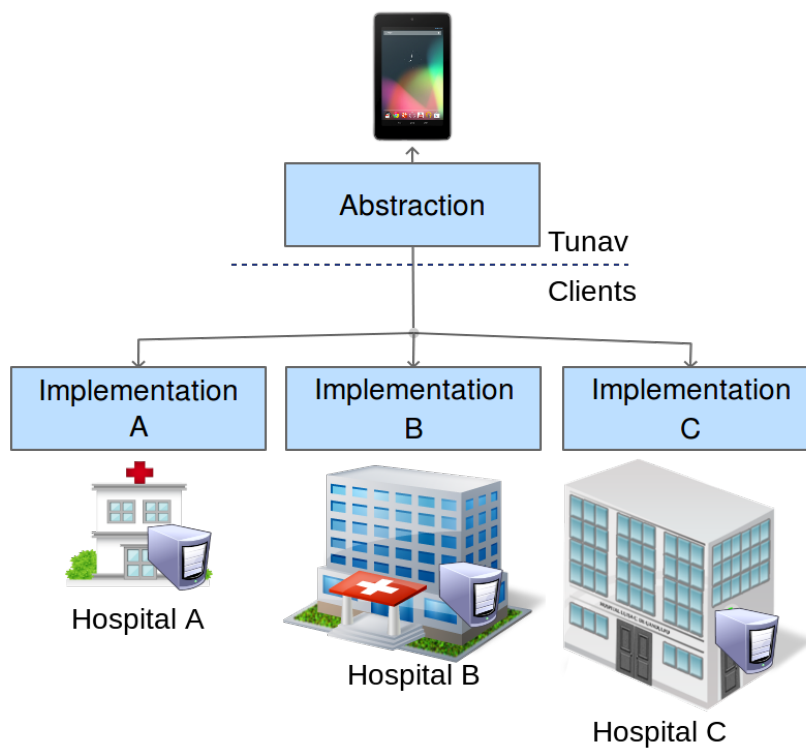 Abstraction
Tunav
Clients
Implementation
A
Implementation
B
Implementation
C
Hospital A
Hospital B
Hospital C